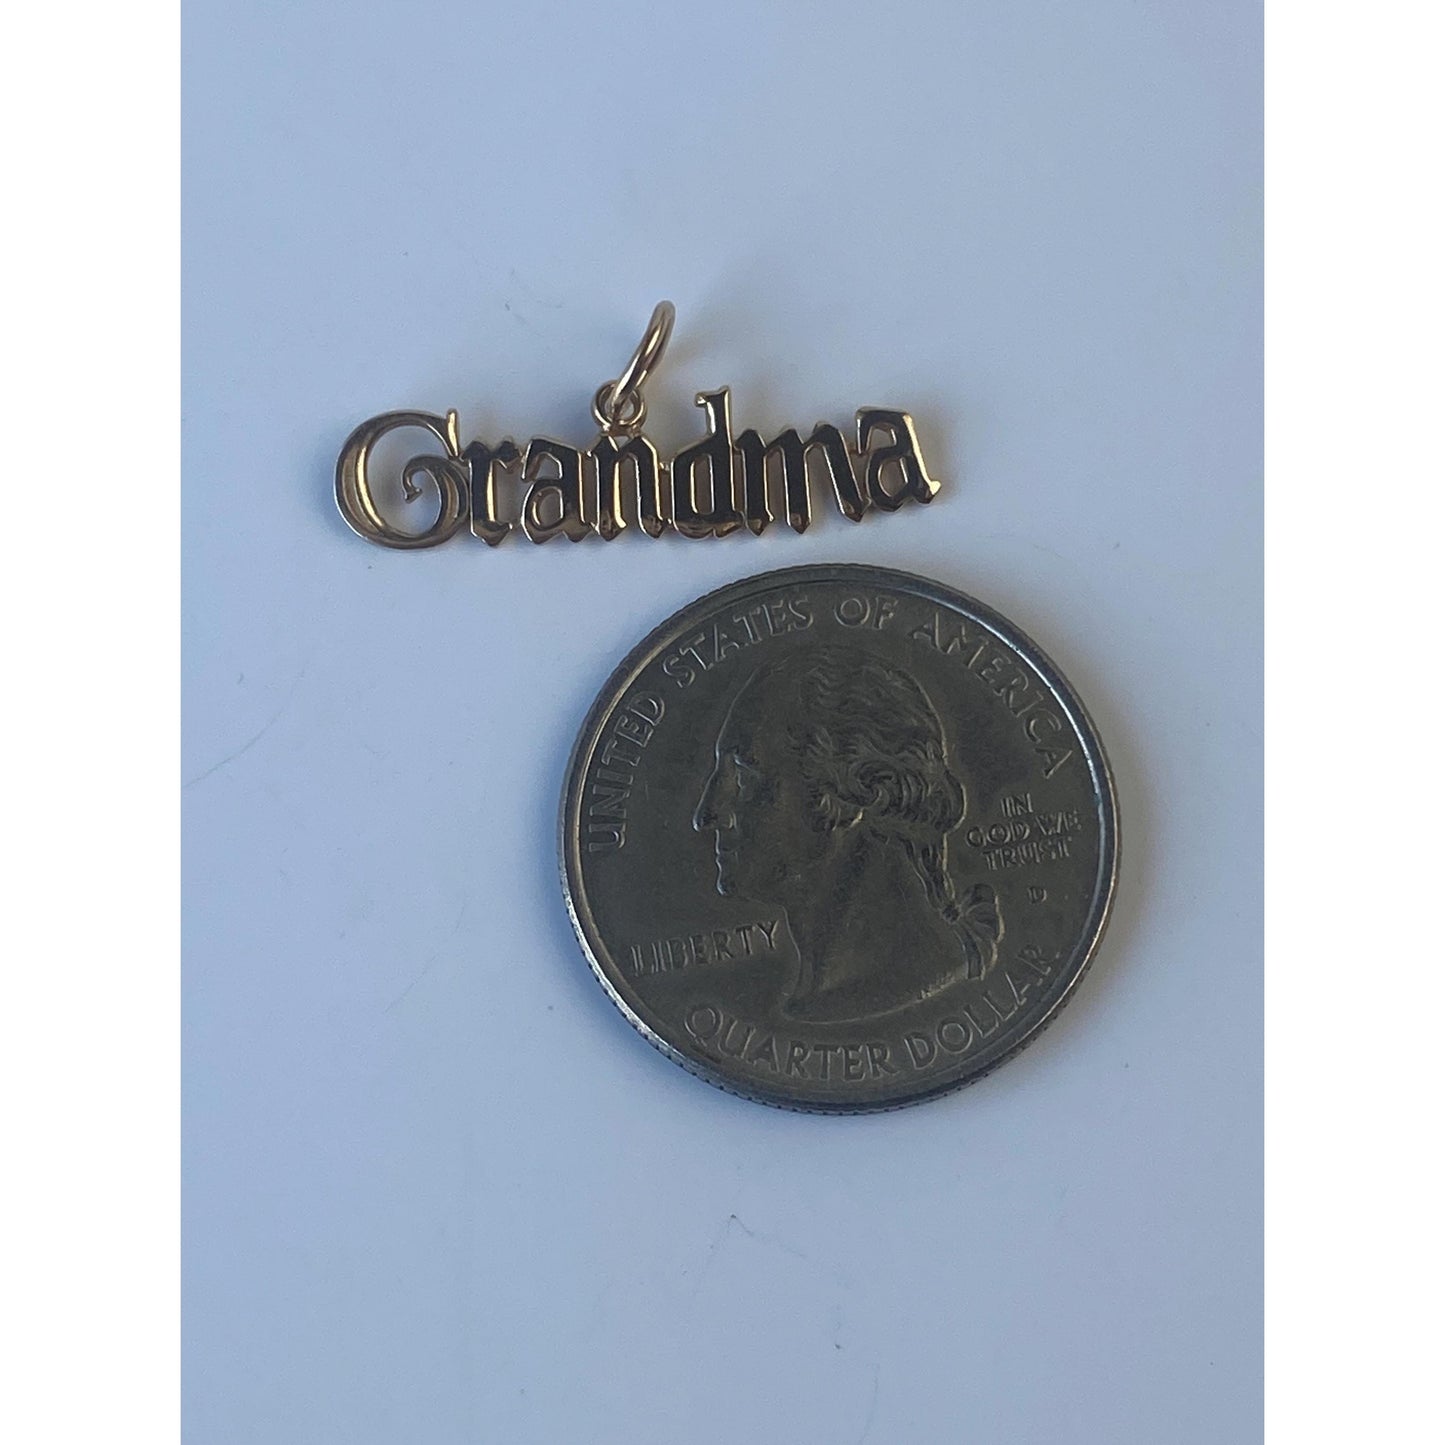 Grandma
UNITED STATES OF AMERICA
IN
GOD WE
TRUST
D
LIBERTY
QUARTER DOLLAR